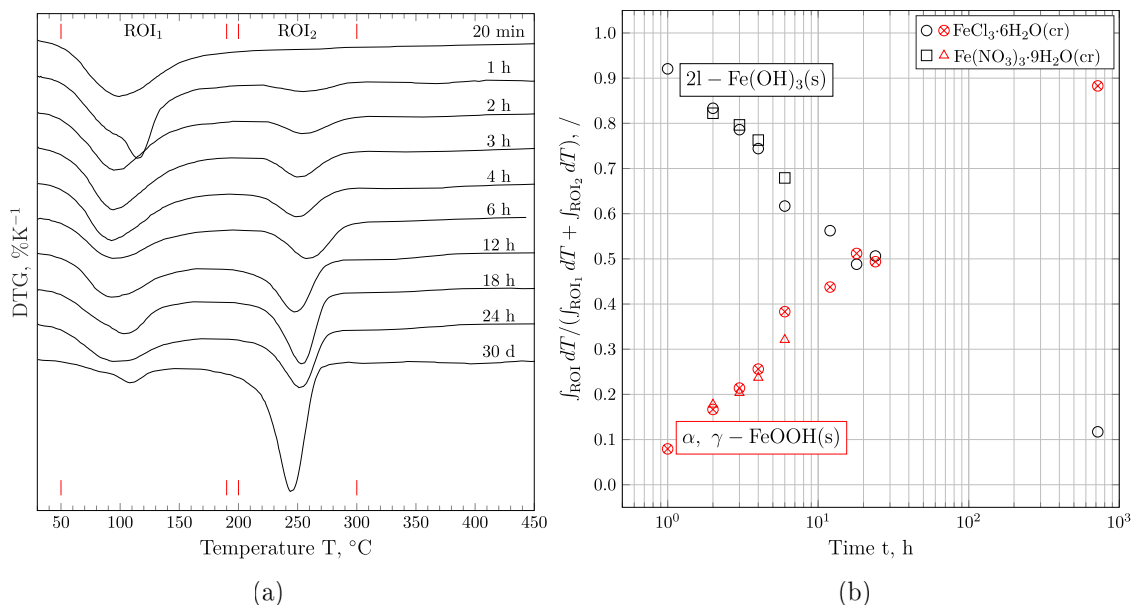 ROI₁ ROI₂ 20 min
1 h
2 h
3 h
4 h
6 h
12 h
18 h
24 h
30 d
DTG, %K⁻¹
50 100 150 200 250 300 350 400 450
Temperature T, °C
(a)
FeCl₃·6H₂O(cr)
Fe(NO₃)₃·9H₂O(cr)
2l − Fe(OH)₃(s)
α, γ − FeOOH(s)
1.0
0.9
0.8
0.7
0.6
0.5
0.4
0.3
0.2
0.1
0.0
∫ROI dT/(∫ROI₁ dT + ∫ROI₂ dT), /
10⁰ 10¹ 10² 10³
Time t, h
(b)